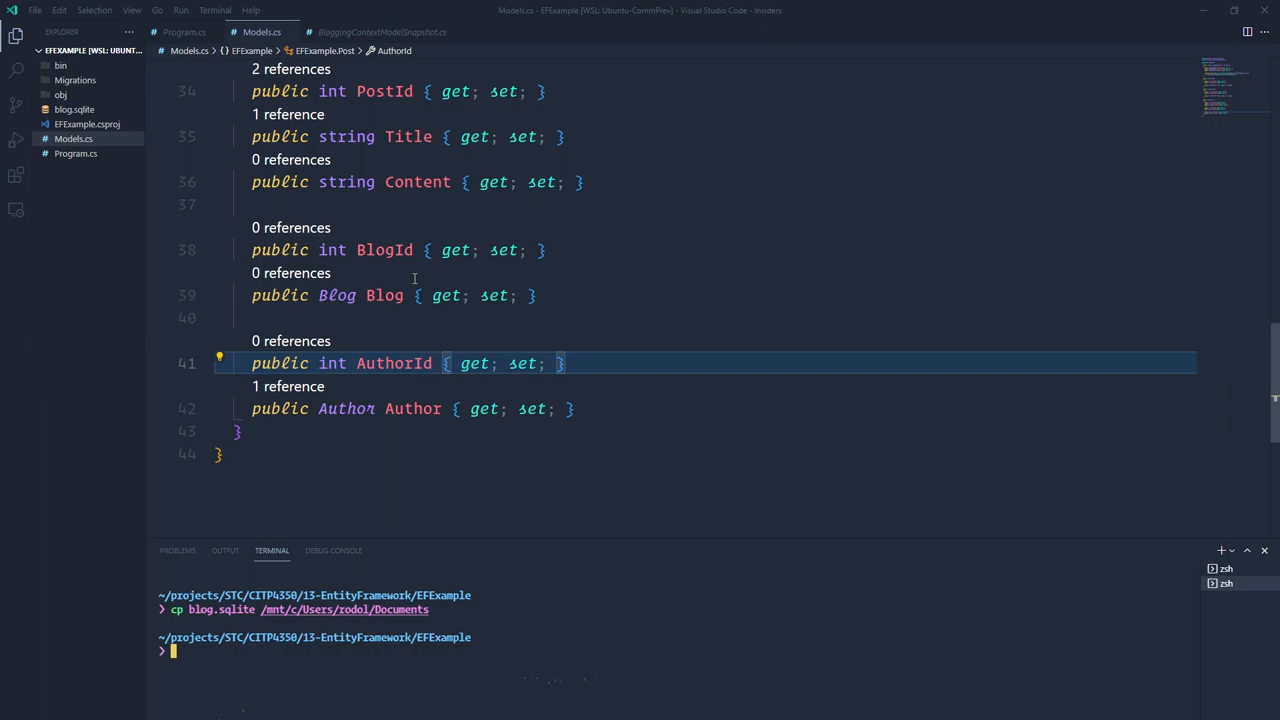 File Edit Selection View Go Run Terminal Help
Models.cs - EFExample [WSL: Ubuntu-CommPrev] - Visual Studio Code - Insiders
EXPLORER
EFEXAMPLE [WSL: UBUNT...
bin
Migrations
obj
blog.sqlite
EFExample.csproj
Models.cs
Program.cs
Program.cs Models.cs BloggingContextModelSnapshot.cs
Models.cs > {} EFExample > EFExample.Post > AuthorId
2 references
34 public int PostId { get; set; }
1 reference
35 public string Title { get; set; }
0 references
36 public string Content { get; set; }
37
0 references
38 public int BlogId { get; set; }
0 references
39 public Blog Blog { get; set; }
40
0 references
41 public int AuthorId { get; set; }
1 reference
42 public Author Author { get; set; }
43 }
44 }
PROBLEMS OUTPUT TERMINAL DEBUG CONSOLE
~/projects/STC/CITP4350/13-EntityFramework/EFExample
❯ cp blog.sqlite /mnt/c/Users/rodol/Documents
~/projects/STC/CITP4350/13-EntityFramework/EFExample
❯
zsh
zsh